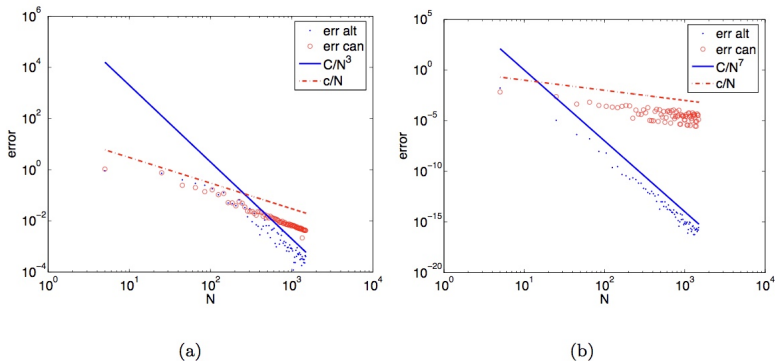 10^6
10^4
10^2
10^0
10^-2
10^-4
error
10^0
10^1
10^2
10^3
10^4
N
err alt
err can
C/N^3
c/N
(a)
10^5
10^0
10^-5
10^-10
10^-15
10^-20
error
10^0
10^1
10^2
10^3
10^4
N
err alt
err can
C/N^7
c/N
(b)